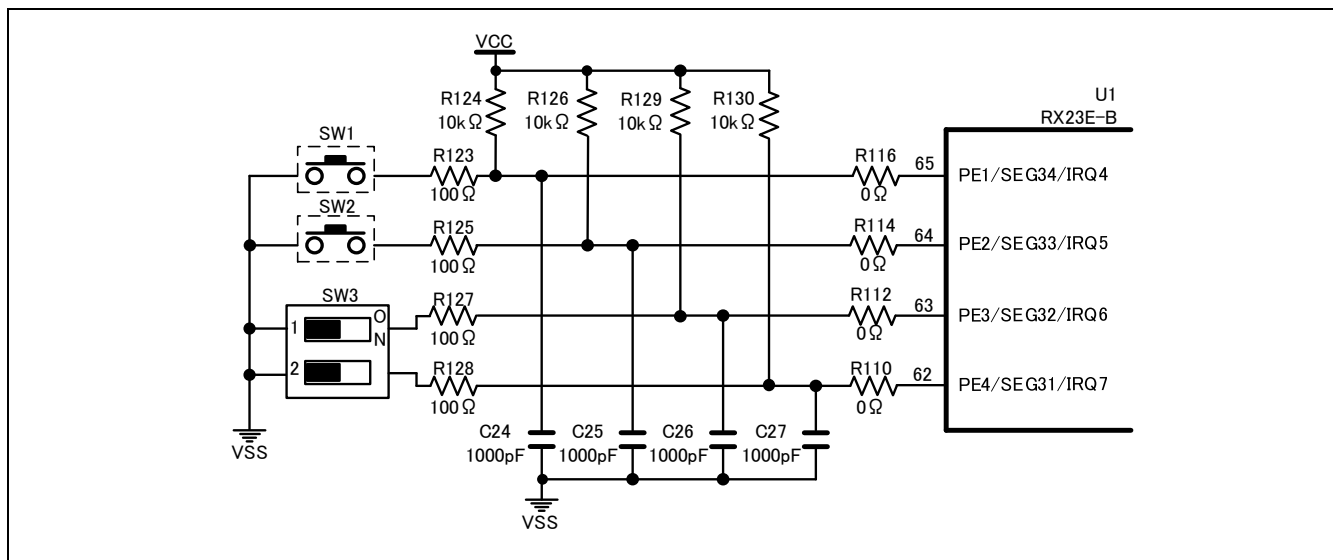 VCC
R124
10kΩ
R126
10kΩ
R129
10kΩ
R130
10kΩ
U1
RX23E-B
SW1
R123
100Ω
R116
0Ω
65
PE1/SEG34/IRQ4
SW2
R125
100Ω
R114
0Ω
64
PE2/SEG33/IRQ5
SW3
1
O
N
2
R127
100Ω
R112
0Ω
63
PE3/SEG32/IRQ6
R128
100Ω
R110
0Ω
62
PE4/SEG31/IRQ7
VSS
C24
1000pF
C25
1000pF
C26
1000pF
C27
1000pF
VSS